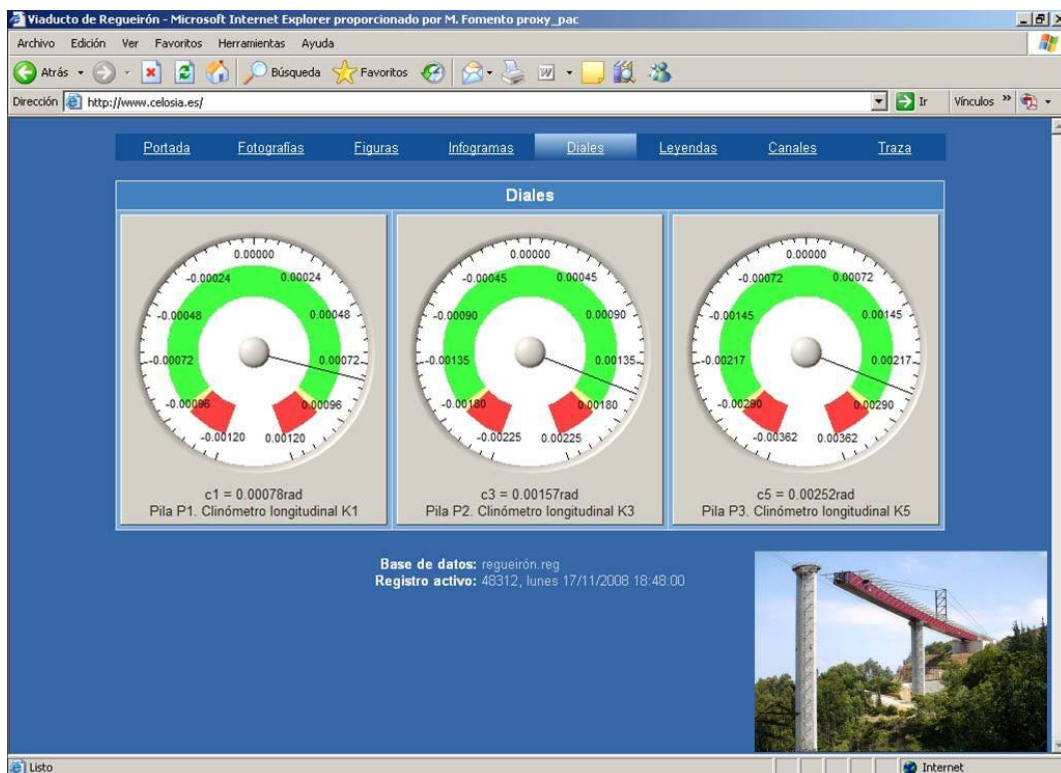 Viaducto de Regueirón - Microsoft Internet Explorer proporcionado por M. Fomento proxy_pac
Archivo Edición Ver Favoritos Herramientas Ayuda
Atrás Búsqueda Favoritos
Dirección http://www.celosia.es/ Ir Vínculos »
Portada Fotografías Figuras Infogramas Diales Leyendas Canales Traza
Diales
0.00000
-0.00024 0.00024
-0.00048 0.00048
-0.00072 0.00072
-0.00096 0.00096
-0.00120 0.00120
c1 = 0.00078rad
Pila P1. Clinómetro longitudinal K1
0.00000
-0.00045 0.00045
-0.00090 0.00090
-0.00135 0.00135
-0.00180 0.00180
-0.00225 0.00225
c3 = 0.00157rad
Pila P2. Clinómetro longitudinal K3
0.00000
-0.00072 0.00072
-0.00145 0.00145
-0.00217 0.00217
-0.00290 0.00290
-0.00362 0.00362
c5 = 0.00252rad
Pila P3. Clinómetro longitudinal K5
Base de datos: regueirón.reg
Registro activo: 48312, lunes 17/11/2008 18:48:00
Listo Internet